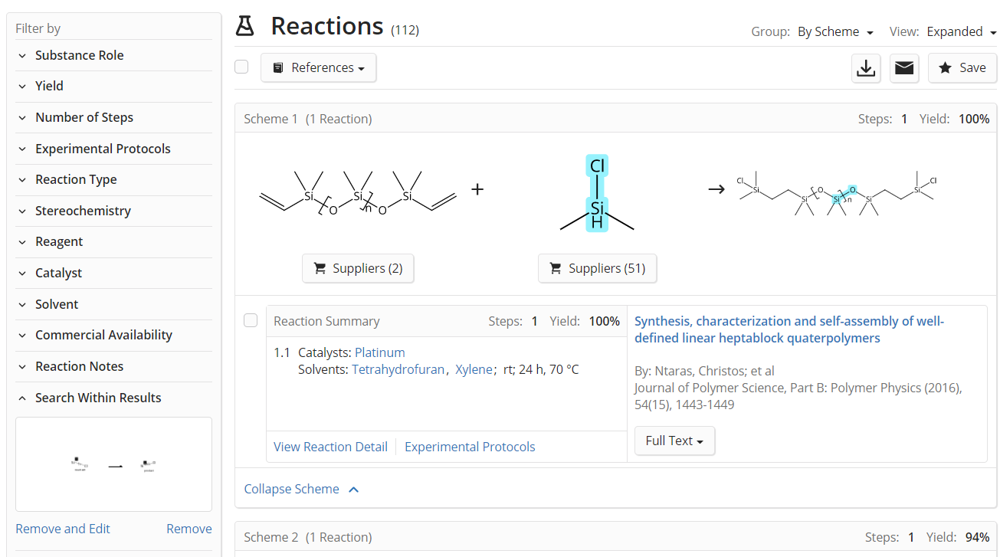 Filter by
Substance Role
Yield
Number of Steps
Experimental Protocols
Reaction Type
Stereochemistry
Reagent
Catalyst
Solvent
Commercial Availability
Reaction Notes
Search Within Results
Remove and Edit Remove
Reactions (112)
Group: By Scheme View: Expanded
References Save
Scheme 1 (1 Reaction) Steps: 1 Yield: 100%
Si O Si n O Si
+
Cl
Si
H
Cl Si Si O Si n O Si Si Cl
Suppliers (2) Suppliers (51)
Reaction Summary Steps: 1 Yield: 100%
1.1 Catalysts: Platinum
Solvents: Tetrahydrofuran, Xylene; rt; 24 h, 70 °C
View Reaction Detail Experimental Protocols
Synthesis, characterization and self-assembly of well-
defined linear heptablock quaterpolymers
By: Ntaras, Christos; et al
Journal of Polymer Science, Part B: Polymer Physics (2016),
54(15), 1443-1449
Full Text
Collapse Scheme
Scheme 2 (1 Reaction) Steps: 1 Yield: 94%